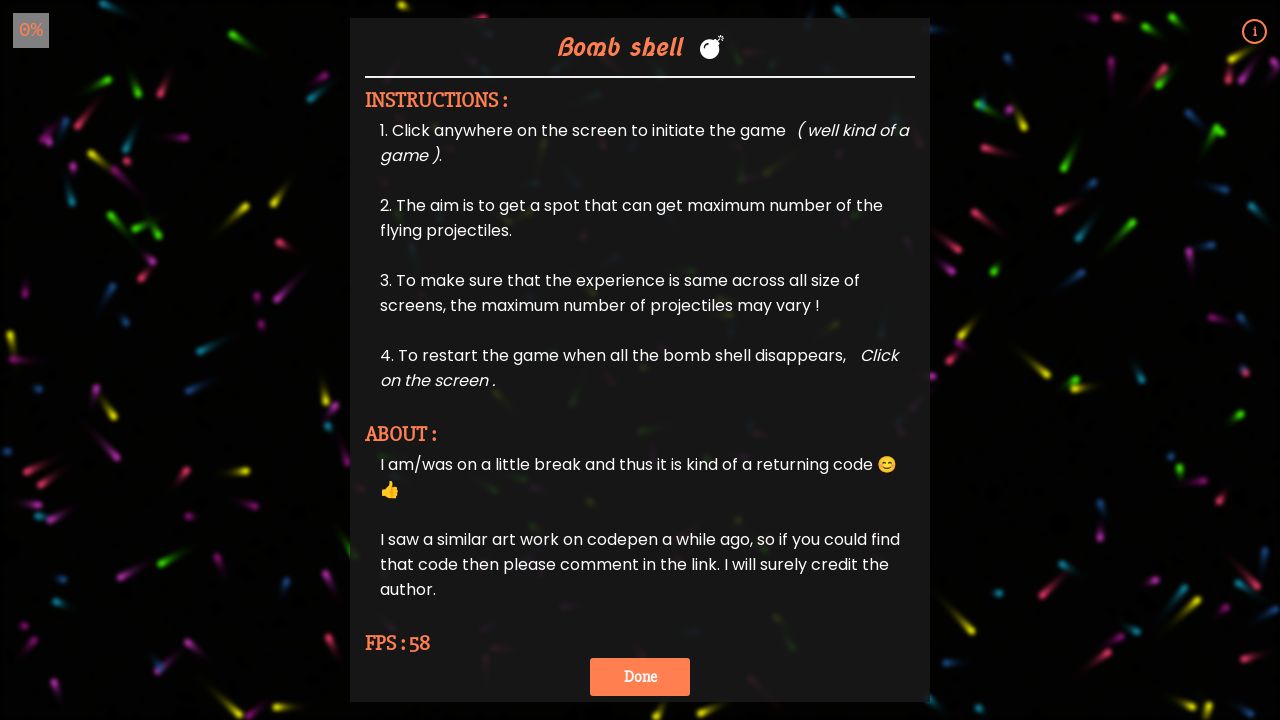 0%
i
Bomb shell 💣
INSTRUCTIONS :
1. Click anywhere on the screen to initiate the game ( well kind of a
game ).
2. The aim is to get a spot that can get maximum number of the
flying projectiles.
3. To make sure that the experience is same across all size of
screens, the maximum number of projectiles may vary !
4. To restart the game when all the bomb shell disappears, Click
on the screen .
ABOUT :
I am/was on a little break and thus it is kind of a returning code 😊
👍
I saw a similar art work on codepen a while ago, so if you could find
that code then please comment in the link. I will surely credit the
author.
FPS : 58
Done